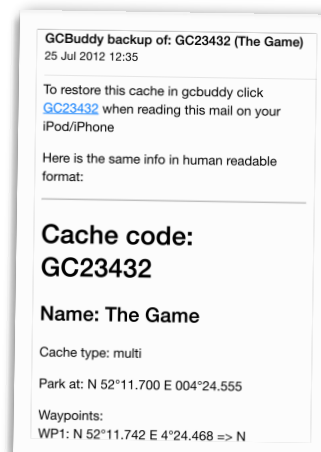 GCBuddy backup of: GC23432 (The Game)
25 Jul 2012 12:35
To restore this cache in gcbuddy click
GC23432 when reading this mail on your
iPod/iPhone
Here is the same info in human readable
format:
Cache code:
GC23432
Name: The Game
Cache type: multi
Park at: N 52°11.700 E 004°24.555
Waypoints:
WP1: N 52°11.742 E 4°24.468 => N